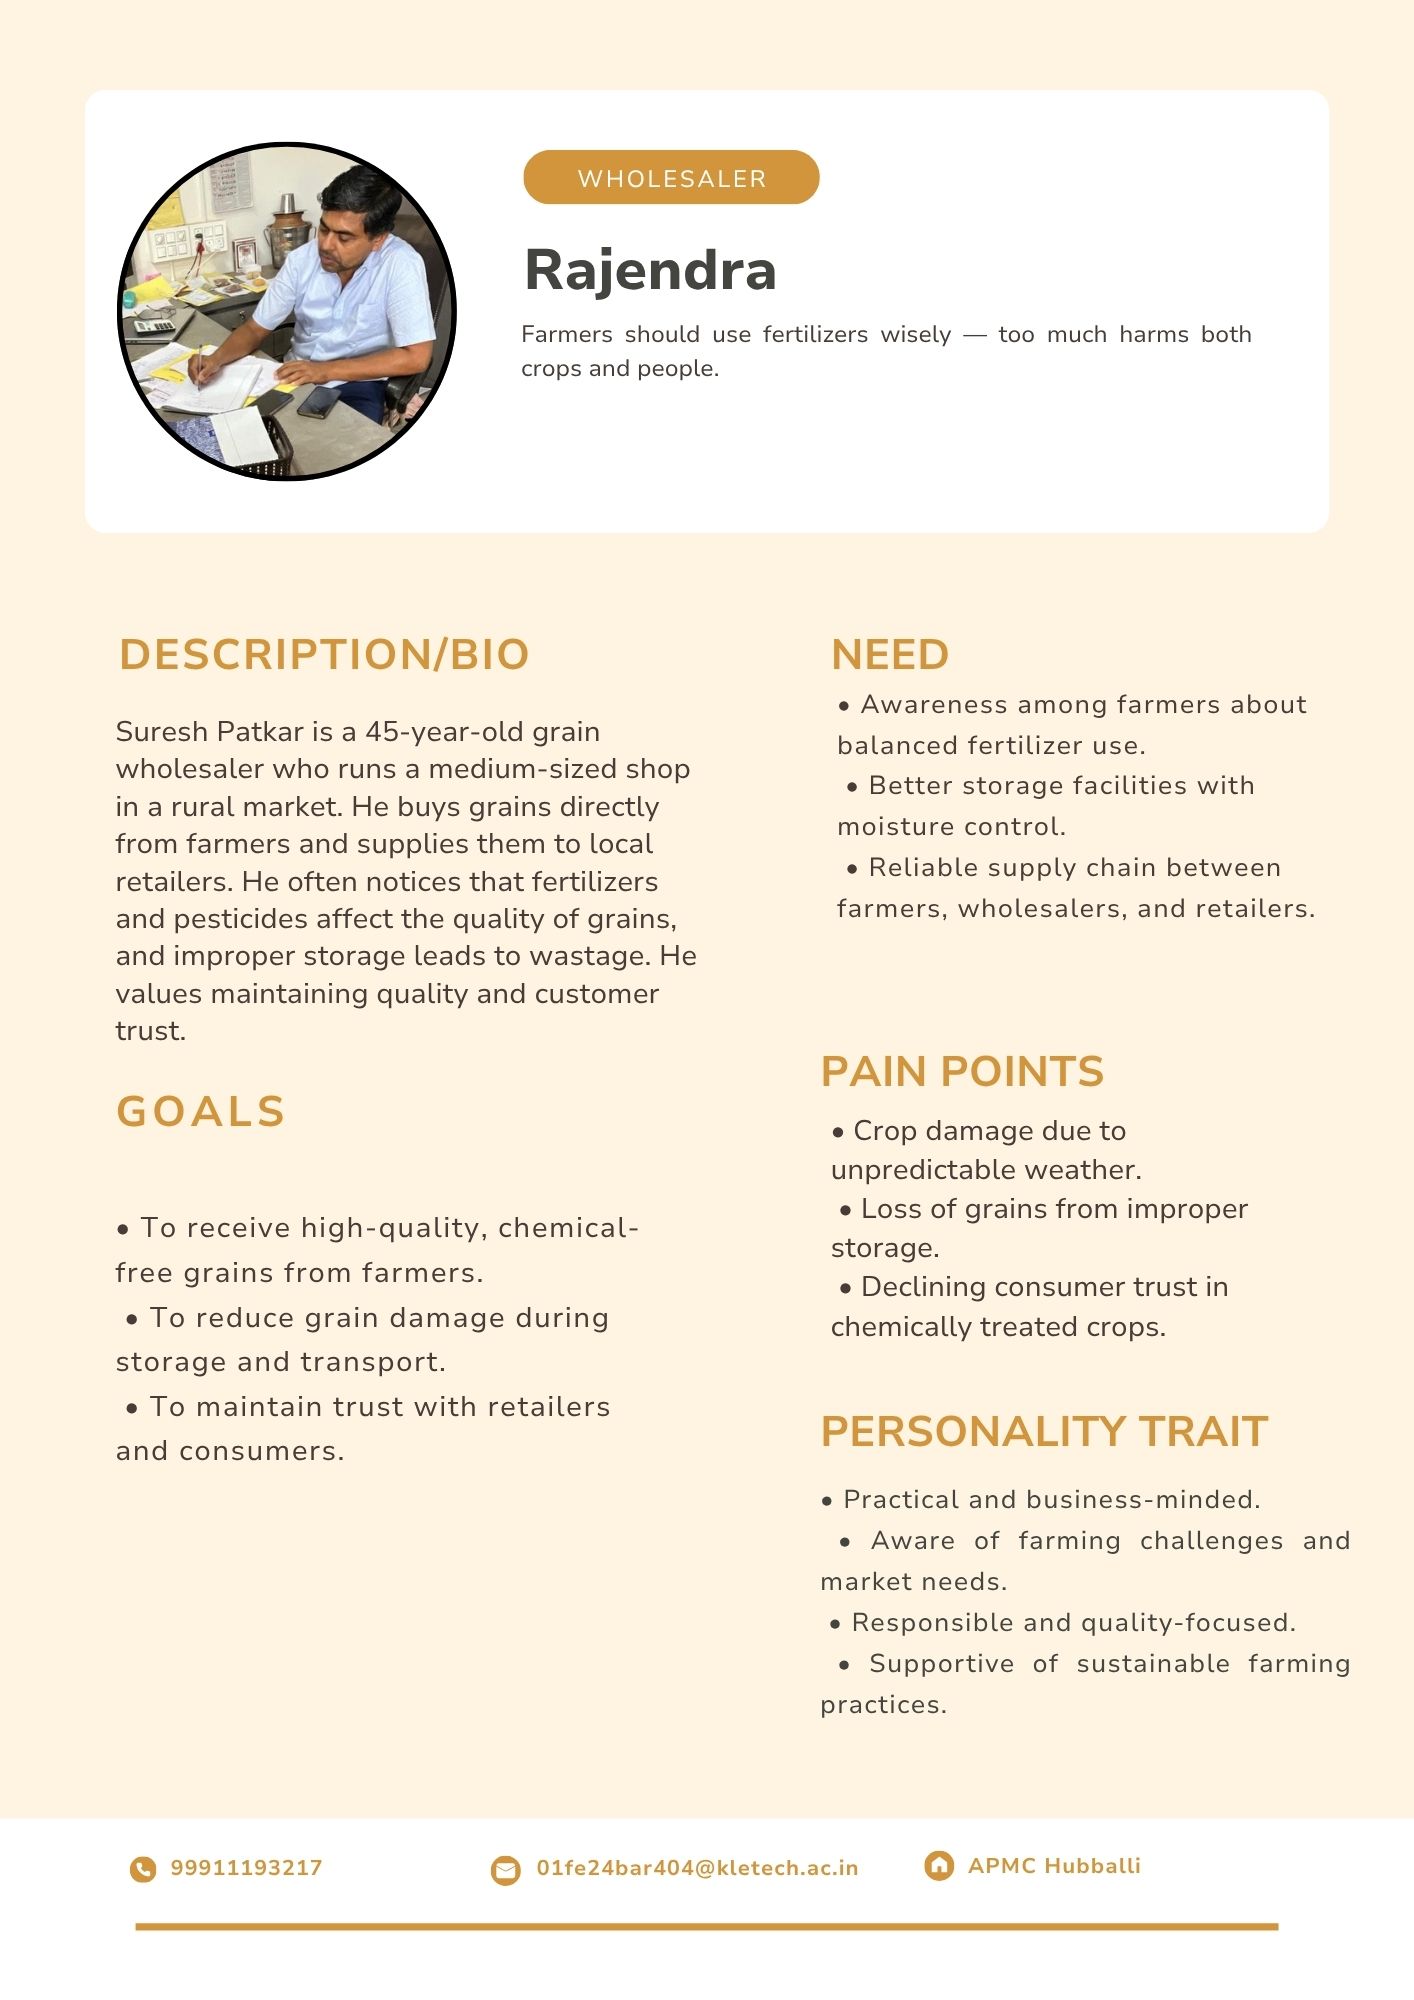 WHOLESALER
Rajendra
Farmers should use fertilizers wisely — too much harms both
crops and people.
DESCRIPTION/BIO
Suresh Patkar is a 45-year-old grain
wholesaler who runs a medium-sized shop
in a rural market. He buys grains directly
from farmers and supplies them to local
retailers. He often notices that fertilizers
and pesticides affect the quality of grains,
and improper storage leads to wastage. He
values maintaining quality and customer
trust.
GOALS
• To receive high-quality, chemical-
free grains from farmers.
• To reduce grain damage during
storage and transport.
• To maintain trust with retailers
and consumers.
NEED
• Awareness among farmers about
balanced fertilizer use.
• Better storage facilities with
moisture control.
• Reliable supply chain between
farmers, wholesalers, and retailers.
PAIN POINTS
• Crop damage due to
unpredictable weather.
• Loss of grains from improper
storage.
• Declining consumer trust in
chemically treated crops.
PERSONALITY TRAIT
• Practical and business-minded.
• Aware of farming challenges and
market needs.
• Responsible and quality-focused.
• Supportive of sustainable farming
practices.
99911193217
01fe24bar404@kletech.ac.in
APMC Hubballi